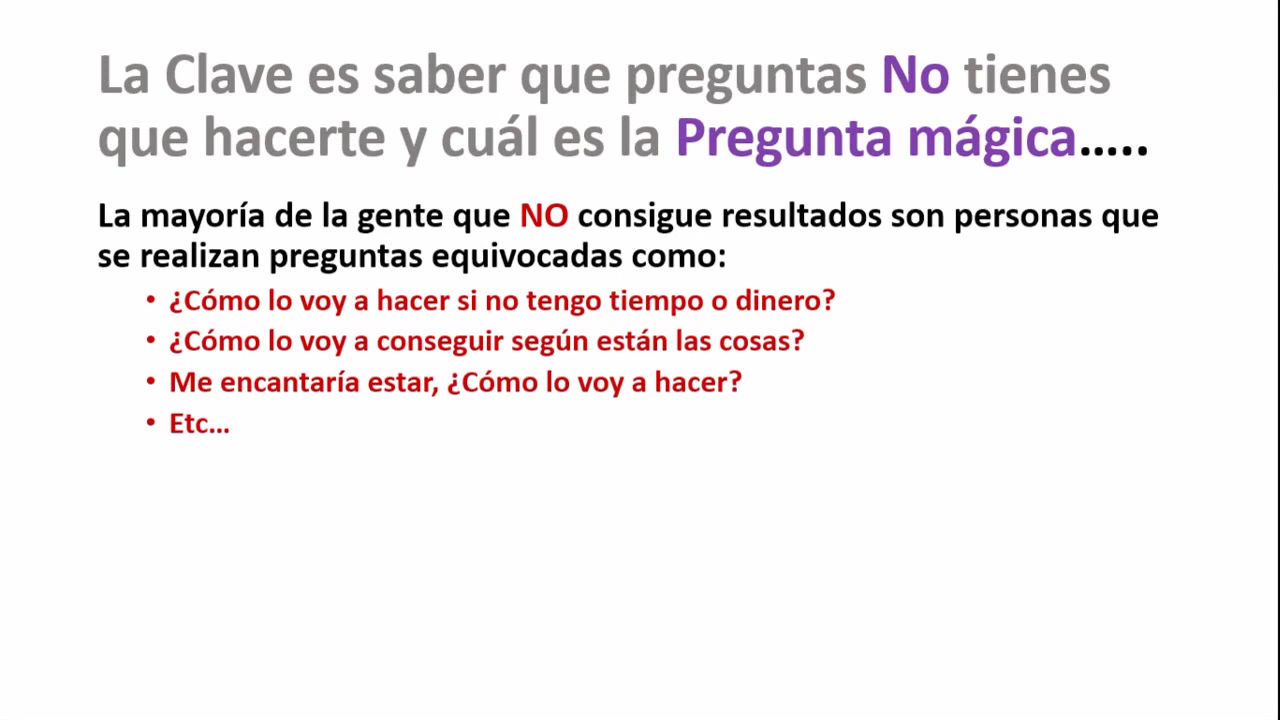 La Clave es saber que preguntas No tienes
que hacerte y cuál es la Pregunta mágica.....
La mayoría de la gente que NO consigue resultados son personas que
se realizan preguntas equivocadas como:
• ¿Cómo lo voy a hacer si no tengo tiempo o dinero?
• ¿Cómo lo voy a conseguir según están las cosas?
• Me encantaría estar, ¿Cómo lo voy a hacer?
• Etc...